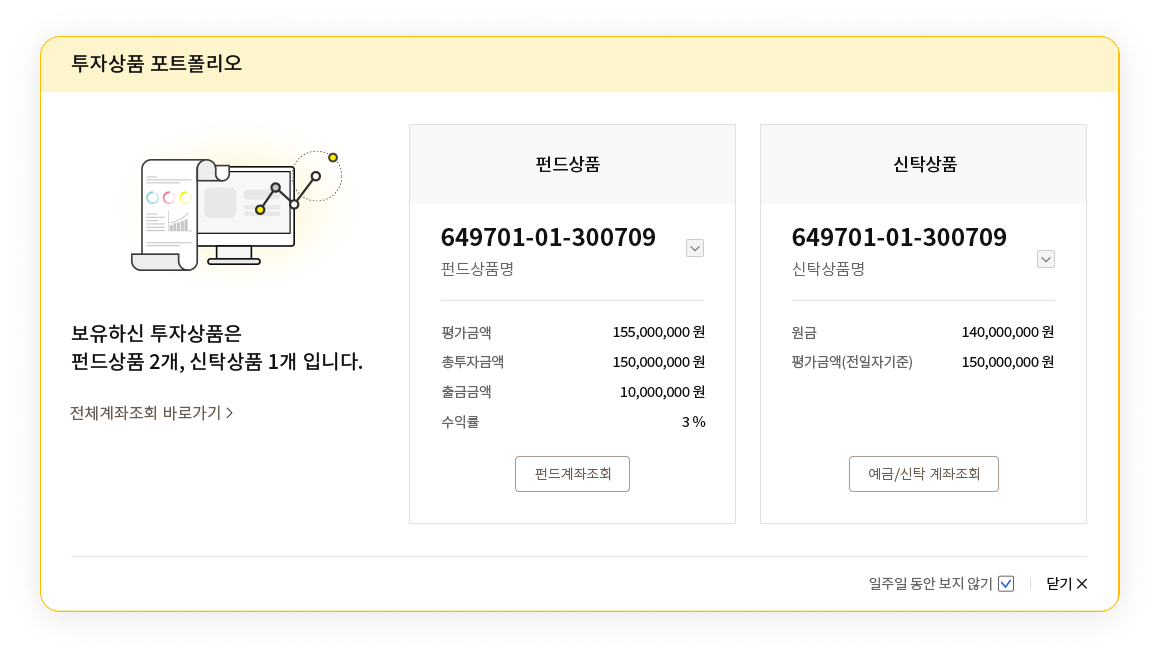 투자상품 포트폴리오
보유하신 투자상품은
펀드상품 2개, 신탁상품 1개 입니다.
전체계좌조회 바로가기
펀드상품
649701-01-300709
펀드상품명
평가금액 155,000,000 원
총투자금액 150,000,000 원
출금금액 10,000,000 원
수익률 3 %
펀드계좌조회
신탁상품
649701-01-300709
신탁상품명
원금 140,000,000 원
평가금액(전일자기준) 150,000,000 원
예금/신탁 계좌조회
일주일 동안 보지 않기
닫기